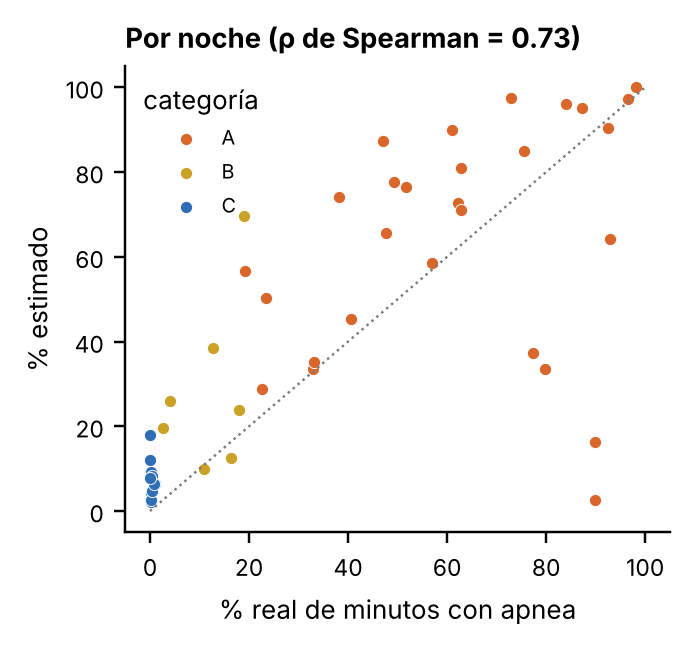 Por noche (ρ de Spearman = 0.73)
categoría
A
B
C
% estimado
100
80
60
40
20
0
0 20 40 60 80 100
% real de minutos con apnea